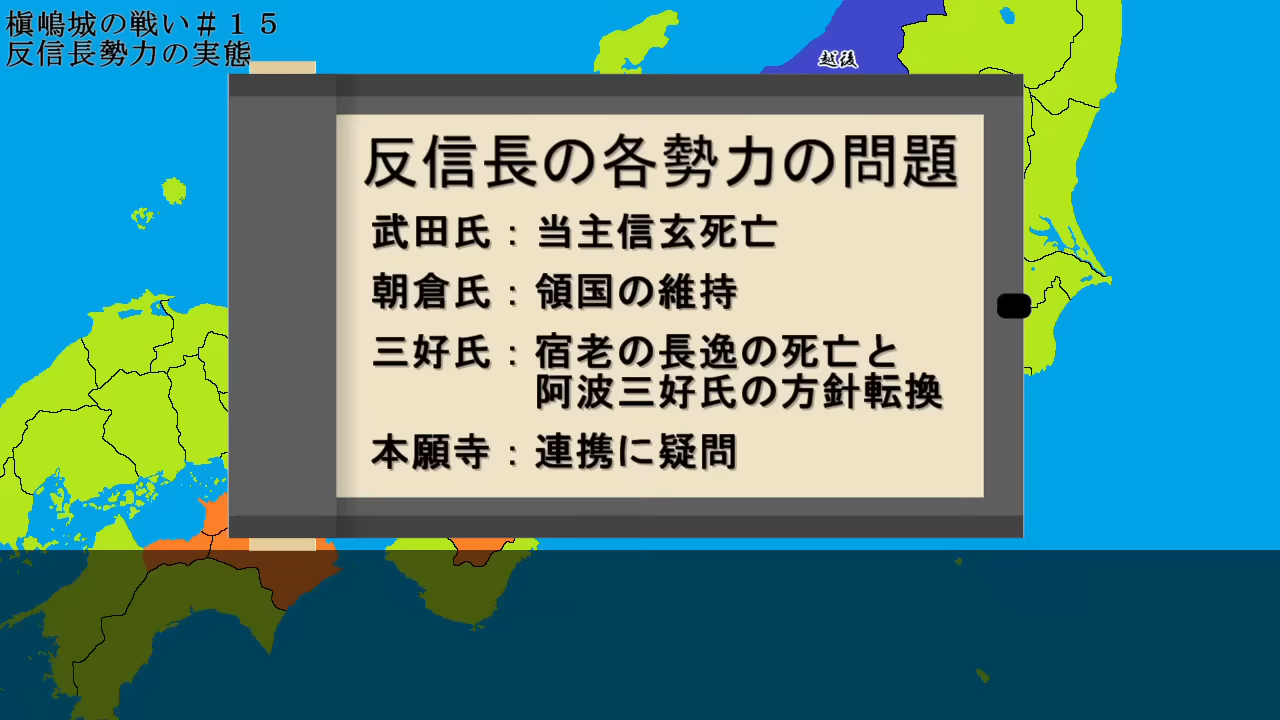 槇嶋城の戦い＃１５
反信長勢力の実態
越後
反信長の各勢力の問題
武田氏：当主信玄死亡
朝倉氏：領国の維持
三好氏：宿老の長逸の死亡と
阿波三好氏の方針転換
本願寺：連携に疑問